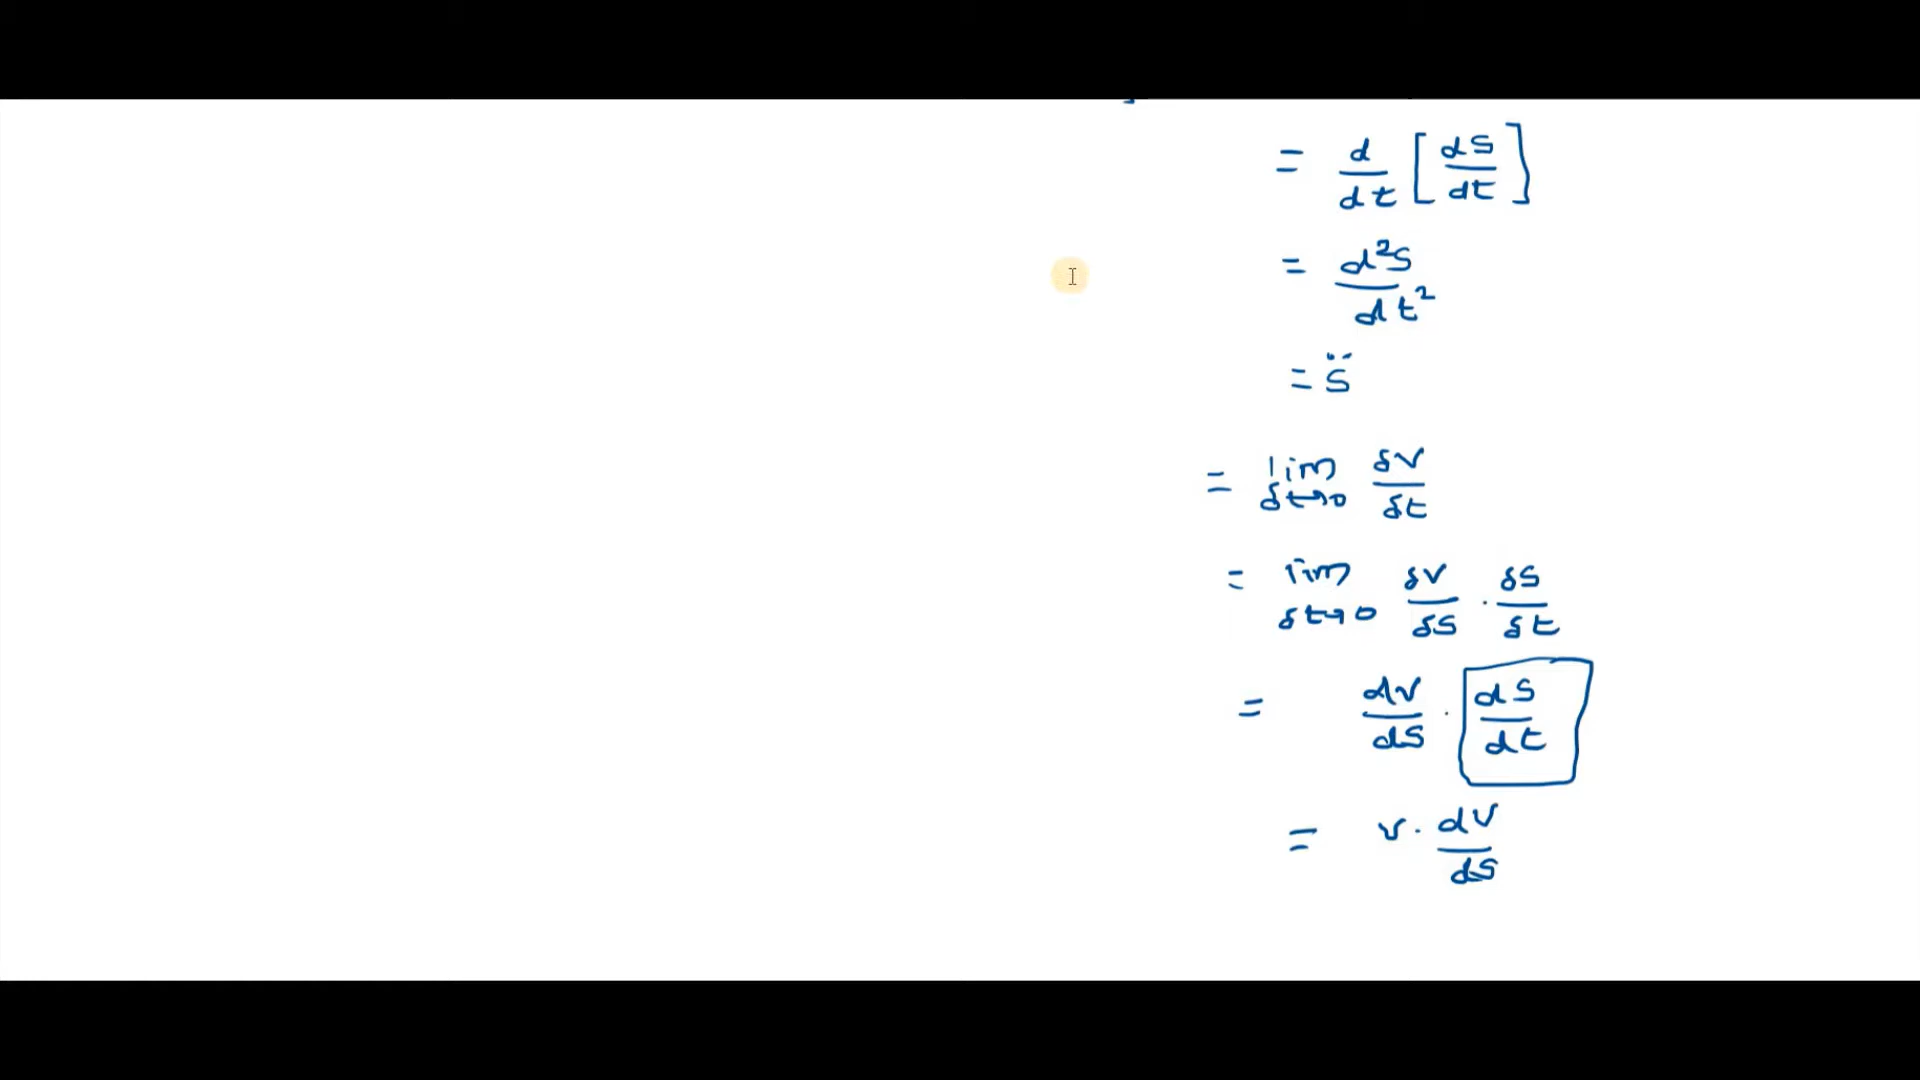 = d/dt [ds/dt]
= d²s/dt²
= s̈
= lim δt→0 δv/δt
= lim δt→0 δv/δs · δs/δt
= dv/ds · ds/dt
= v · dv/ds